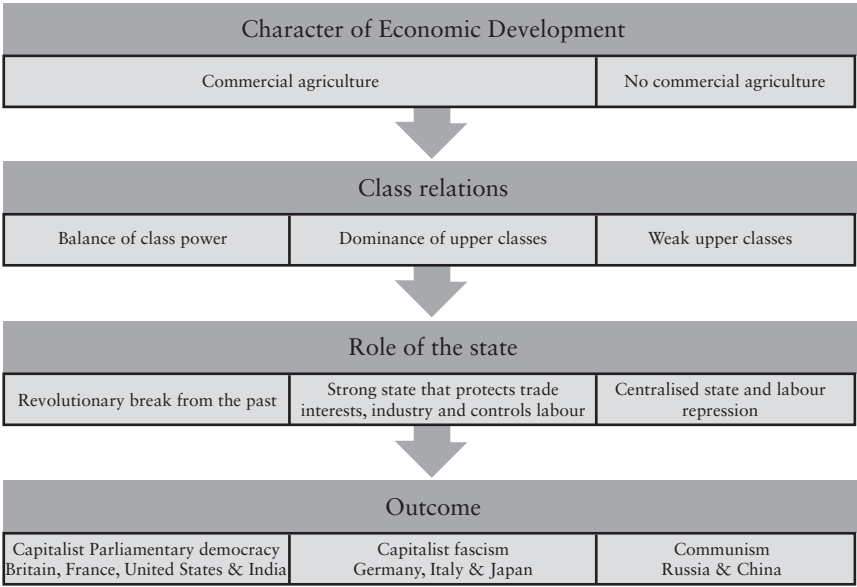 Character of Economic Development
Commercial agriculture
No commercial agriculture
Class relations
Balance of class power
Dominance of upper classes
Weak upper classes
Role of the state
Revolutionary break from the past
Strong state that protects trade
interests, industry and controls labour
Centralised state and labour
repression
Outcome
Capitalist Parliamentary democracy
Britain, France, United States & India
Capitalist fascism
Germany, Italy & Japan
Communism
Russia & China